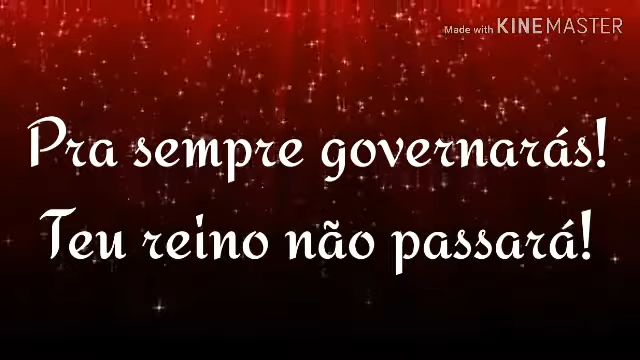 Made with KINEMASTER
Pra sempre governarás!
Teu reino não passará!